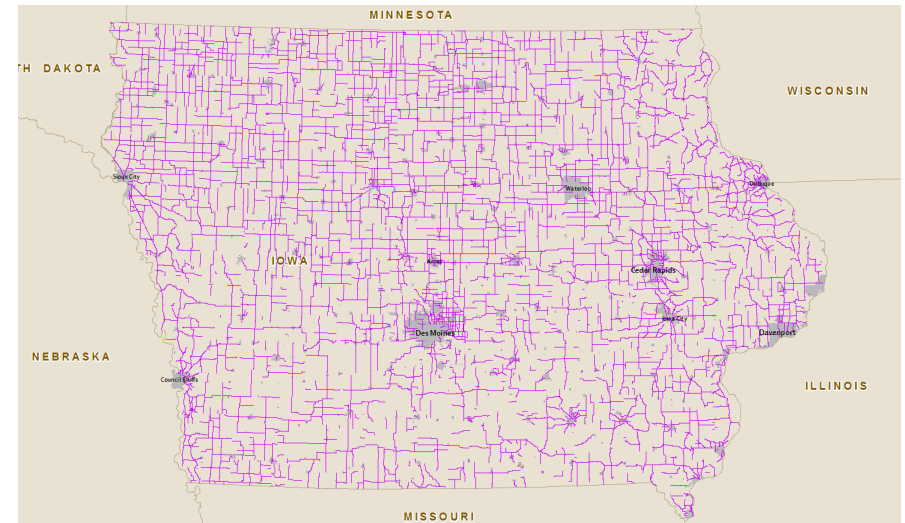 MINNESOTA
TH DAKOTA
WISCONSIN
Sioux City
Dubuque
Waterloo
IOWA
Ames
Cedar Rapids
Iowa City
Des Moines
Davenport
NEBRASKA
Council Bluffs
ILLINOIS
MISSOURI